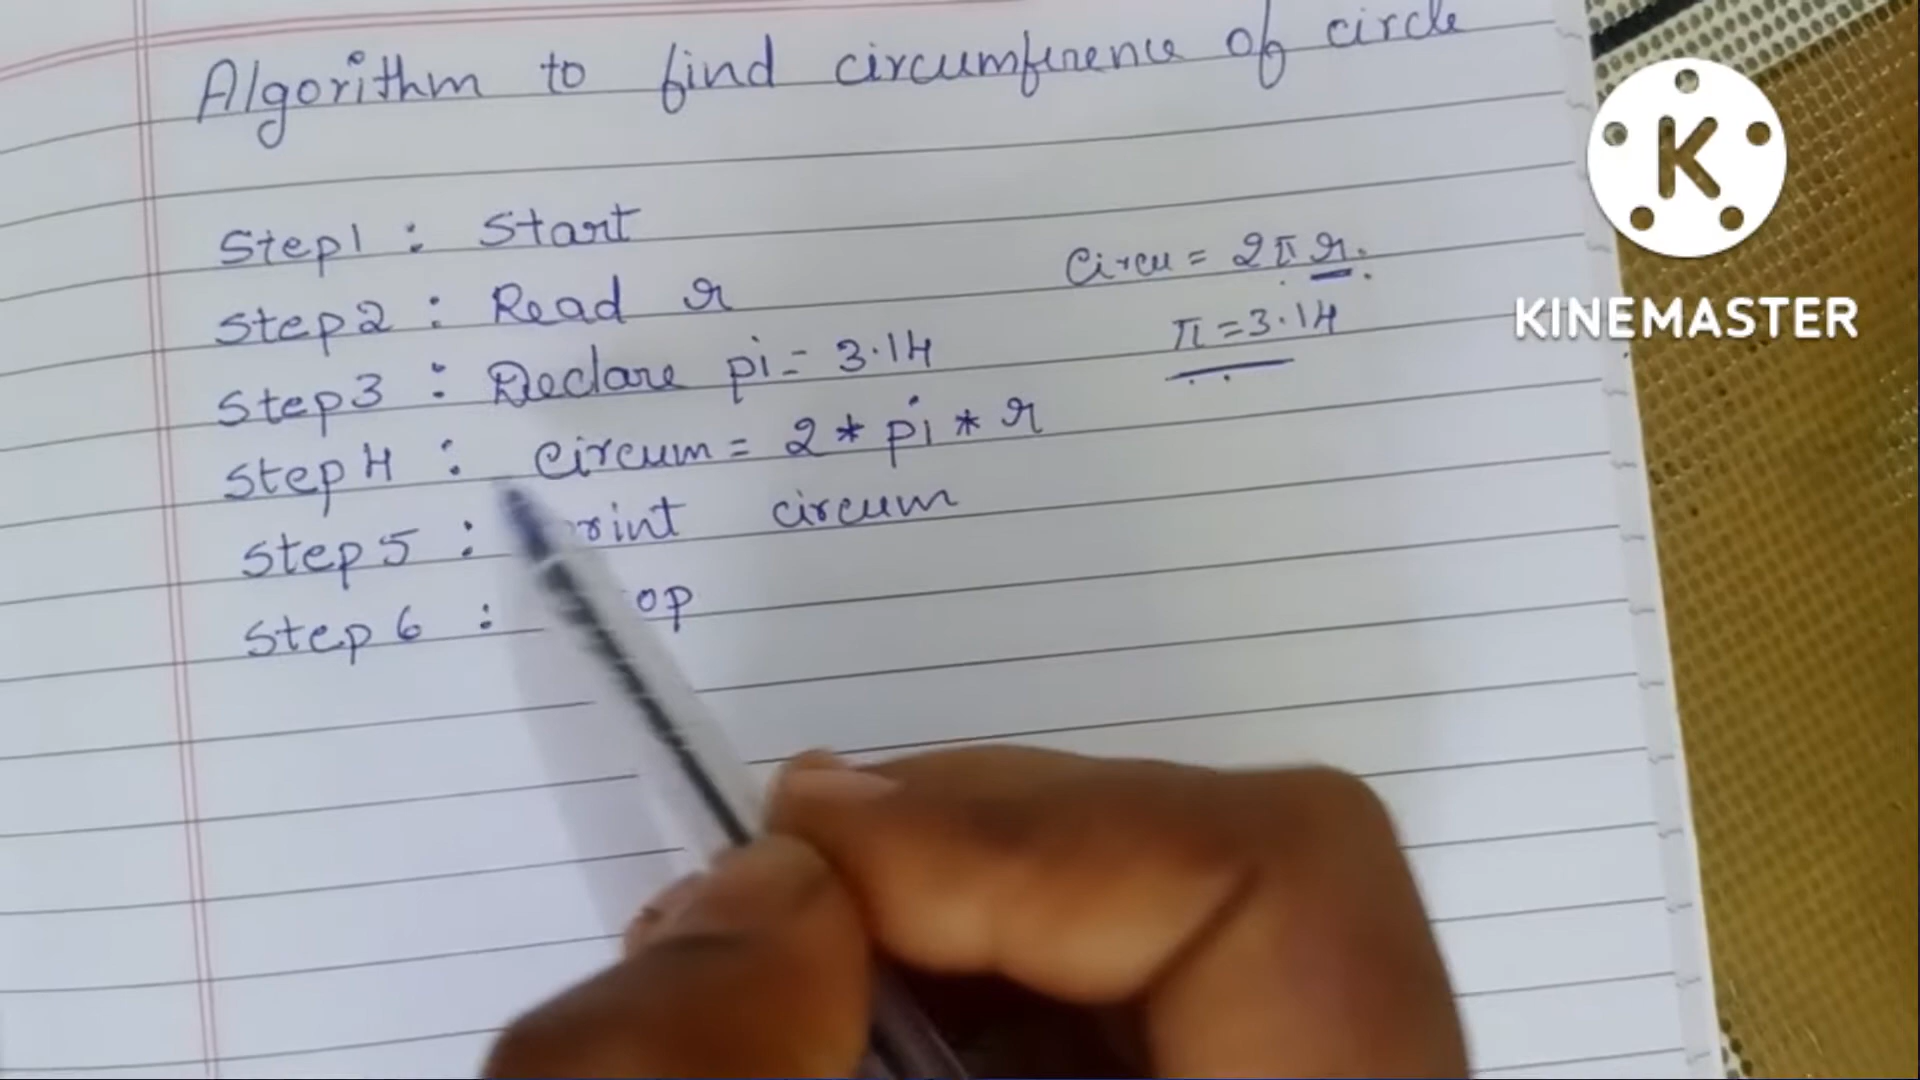 Algorithm to find circumference of circle
Step1 : Start
Step2 : Read r
Step3 : Declare pi = 3.14
Step4 : Circum = 2 * pi * r
Step5 : circum
Step6 :
Circu = 2πr.
π = 3.14
K
KINEMASTER